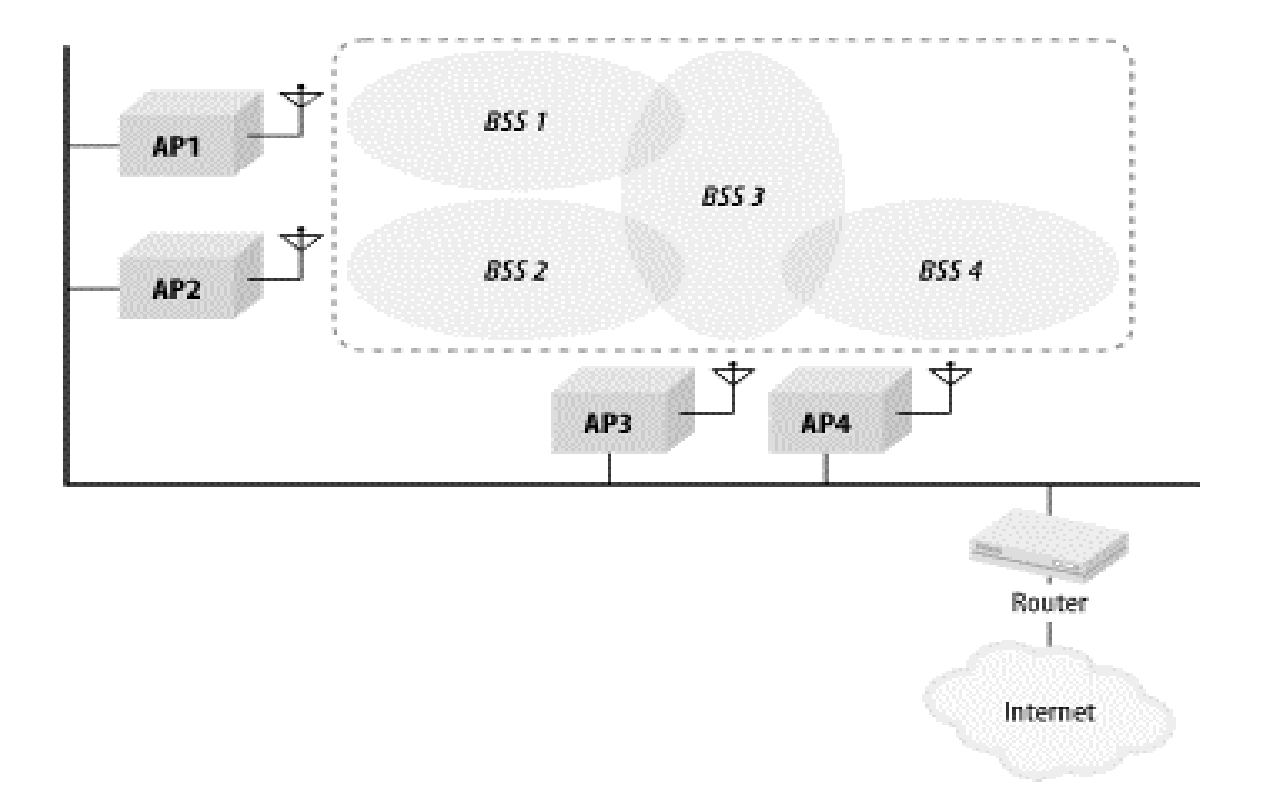 AP1
BSS 1
BSS 3
AP2
BSS 2
BSS 4
AP3
AP4
Router
Internet